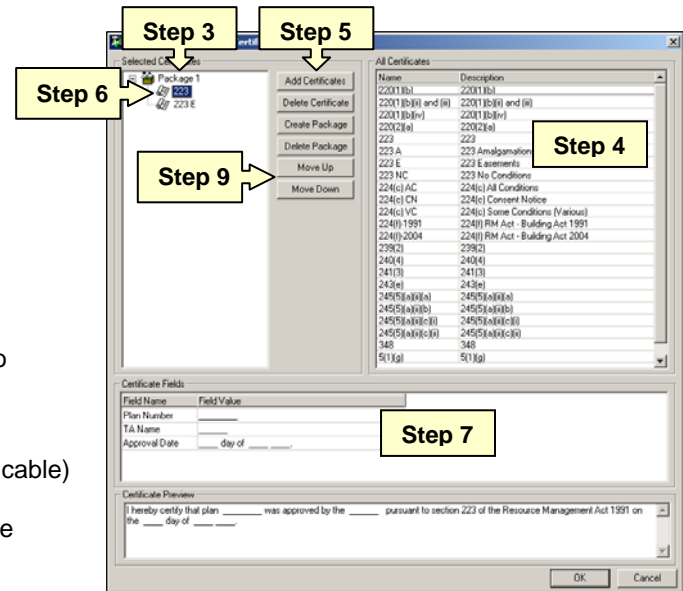 Step 3
Step 5
Selected Ce
Package 1
223
223 E
Step 6
Add Certificates
Delete Certificate
Create Package
Delete Package
Move Up
Move Down
Step 9
All Certificates
Name Description
220(1)(b) 220(1)(b)
220(1)(b)(ii) and (iii) 220(1)(b)(ii) and (iii)
220(1)(b)(iv) 220(1)(b)(iv)
220(2)(a) 220(2)(a)
223 223
223 A 223 Amalgamation
223 E 223 Easements
223 NC 223 No Conditions
224(c) AC 224(c) All Conditions
224(c) CN 224(c) Consent Notice
224(c) VC 224(c) Some Conditions (Various)
224(f)-1991 224(f) RM Act - Building Act 1991
224(f)-2004 224(f) RM Act - Building Act 2004
239(2) 239(2)
240(4) 240(4)
241(3) 241(3)
243(e) 243(e)
245(5)(a)(ii)(a) 245(5)(a)(ii)(a)
245(5)(a)(ii)(b) 245(5)(a)(ii)(b)
245(5)(a)(ii)(c)(i) 245(5)(a)(ii)(c)(i)
245(5)(a)(ii)(c)(ii) 245(5)(a)(ii)(c)(ii)
348 348
5(1)(g) 5(1)(g)
Step 4
cable)
Certificate Fields
Field Name Field Value
Plan Number ________
TA Name ______
Approval Date ____ day of ____ ____.
Step 7
Certificate Preview
I hereby certify that plan ________ was approved by the ______ pursuant to section 223 of the Resource Management Act 1991 on
the ____ day of ____ ____.
OK Cancel